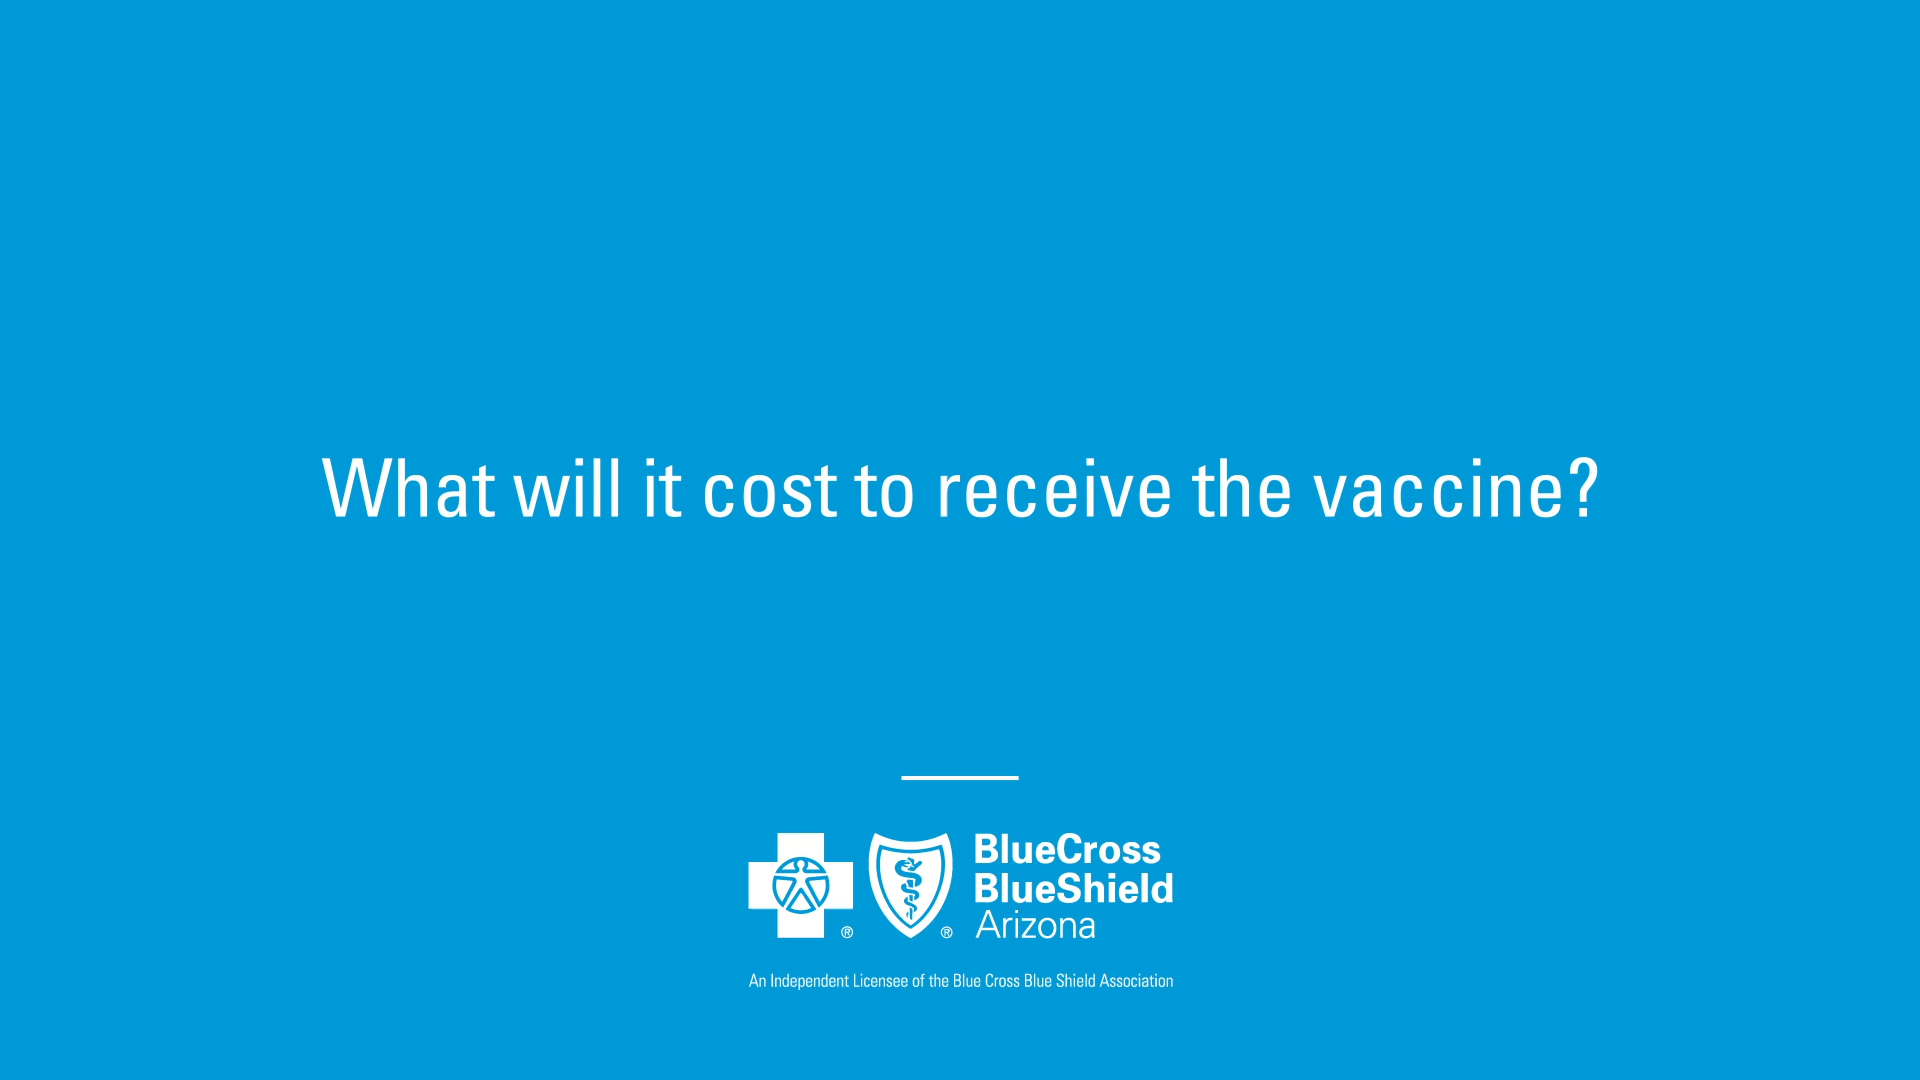 What will it cost to receive the vaccine?
BlueCross
BlueShield
Arizona
® ®
An Independent Licensee of the Blue Cross Blue Shield Association